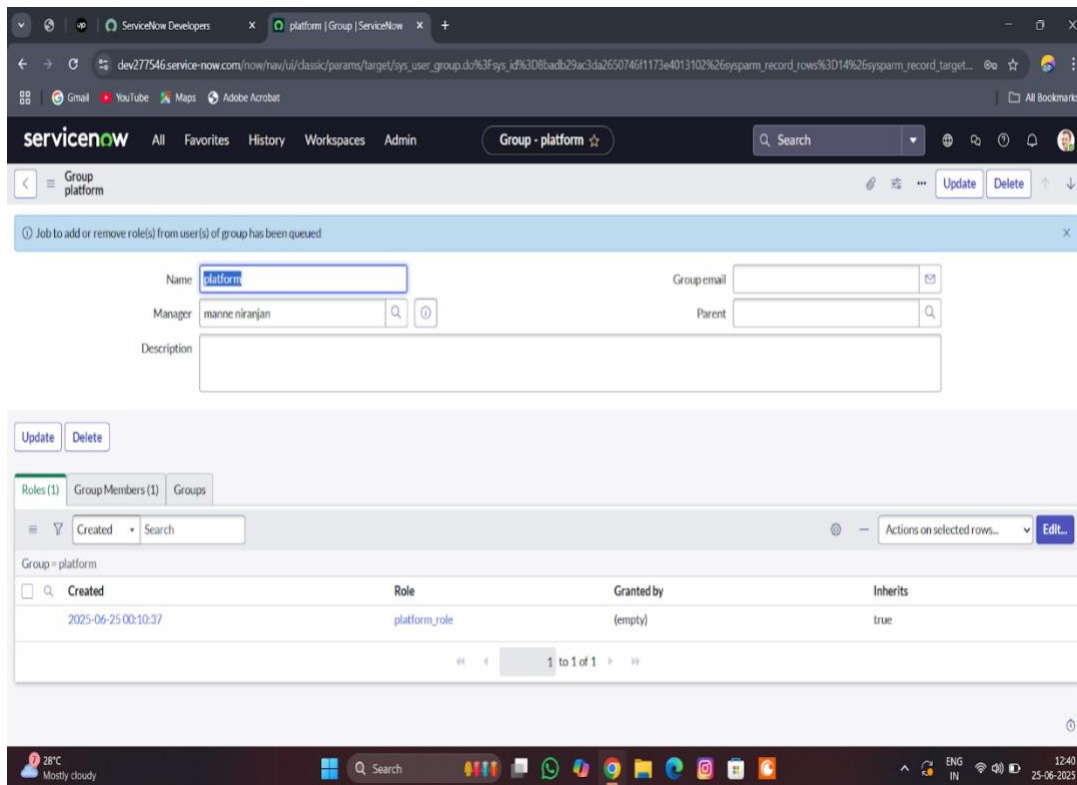 up ServiceNow Developers × platform | Group | ServiceNow × +
dev277546.service-now.com/now/nav/ui/classic/params/target/sys_user_group.do%3Fsys_id%3D8badb29ac3da2650746f1173e4013102%26sysparm_record_rows%3D14%26sysparm_record_target...
Gmail YouTube Maps Adobe Acrobat All Bookmarks
servicenow All Favorites History Workspaces Admin Group - platform Search
Group
platform
Update Delete
Job to add or remove role(s) from user(s) of group has been queued
Name platform Group email
Manager manne niranjan Parent
Description
Update Delete
Roles (1) Group Members (1) Groups
Created Search Actions on selected rows... Edit...
Group = platform
Created Role Granted by Inherits
2025-06-25 00:10:37 platform_role (empty) true
1 to 1 of 1
7 28°C
Mostly cloudy
Search
ENG
IN
12:40
25-06-2025